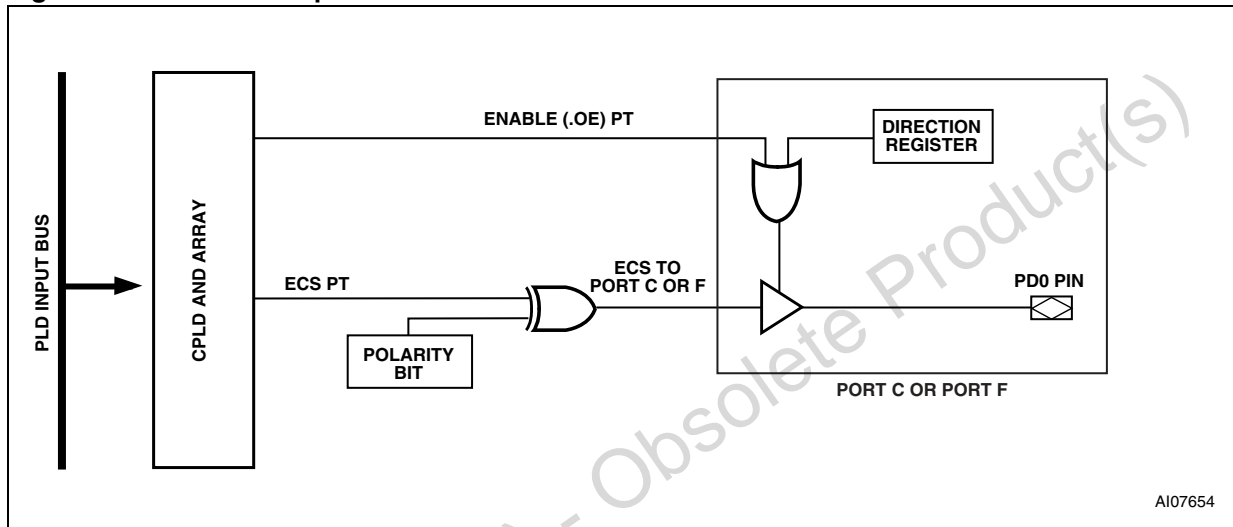 ENABLE (.OE) PT
DIRECTION
REGISTER
PLD INPUT BUS
CPLD AND ARRAY
ECS PT
ECS TO
PORT C OR F
PD0 PIN
POLARITY
BIT
PORT C OR PORT F
) - Obsolete Product(s)
AI07654